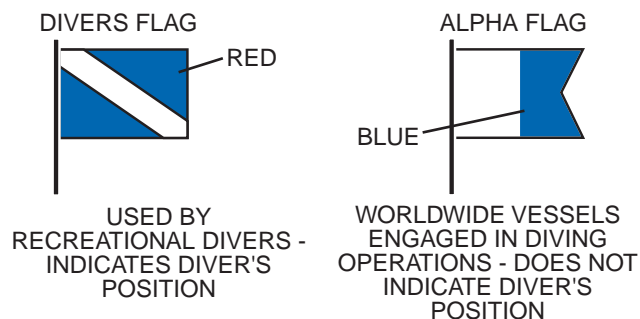 DIVERS FLAG
RED
USED BY
RECREATIONAL DIVERS -
INDICATES DIVER'S
POSITION
ALPHA FLAG
BLUE
WORLDWIDE VESSELS
ENGAGED IN DIVING
OPERATIONS - DOES NOT
INDICATE DIVER'S
POSITION